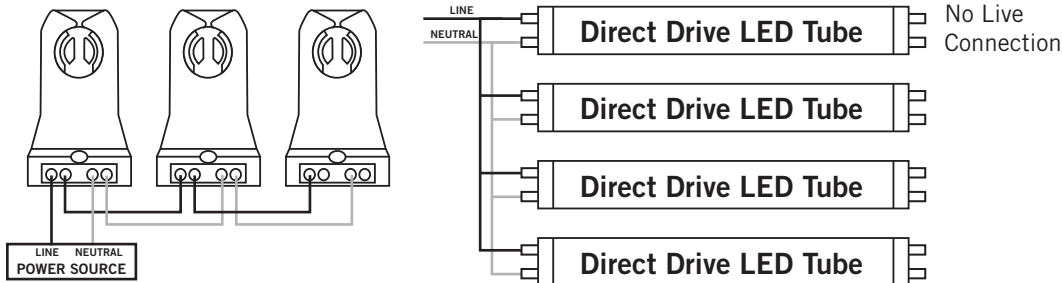 LINE
NEUTRAL
Direct Drive LED Tube
No Live
Connection
Direct Drive LED Tube
Direct Drive LED Tube
Direct Drive LED Tube
LINE NEUTRAL
POWER SOURCE